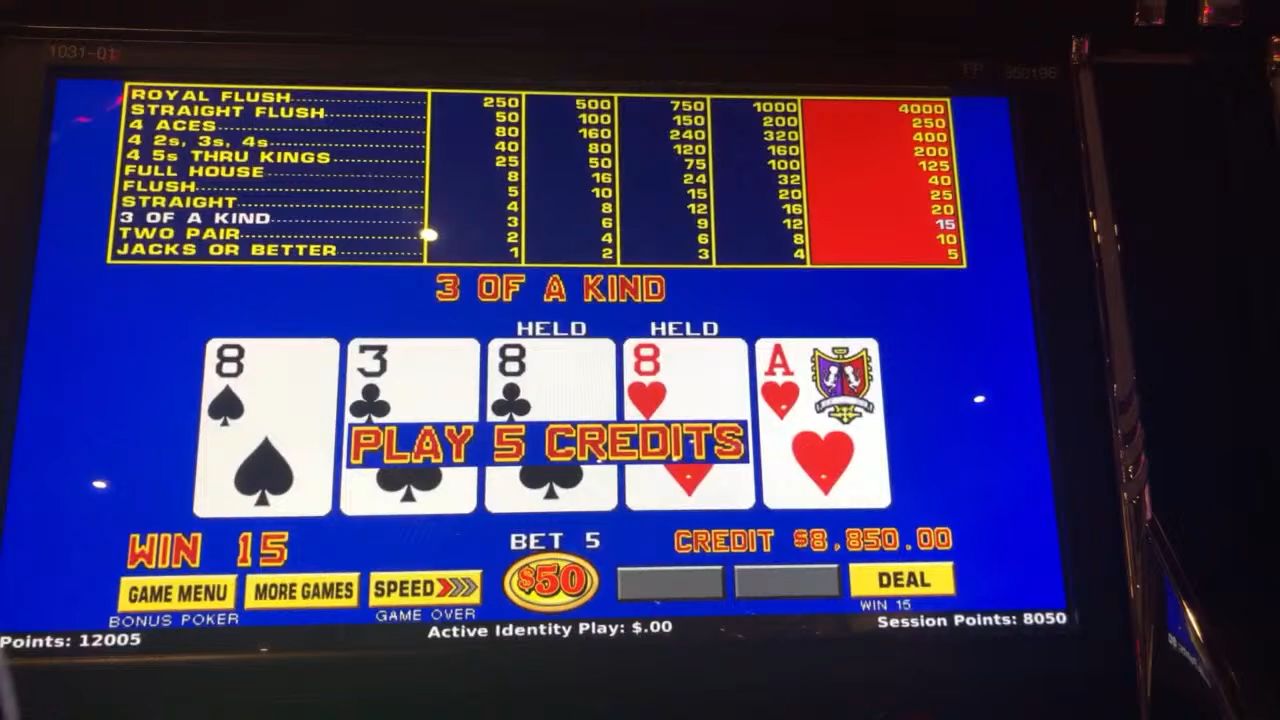 1031-01
ROYAL FLUSH 250 500 750 1000 4000
STRAIGHT FLUSH 50 100 150 200 250
4 ACES 80 160 240 320 400
4 2s, 3s, 4s 40 80 120 160 200
4 5s THRU KINGS 25 50 75 100 125
FULL HOUSE 8 16 24 32 40
FLUSH 5 10 15 20 25
STRAIGHT 4 8 12 16 20
3 OF A KIND 3 6 9 12 15
TWO PAIR 2 4 6 8 10
JACKS OR BETTER 1 2 3 4 5
3 OF A KIND
HELD HELD
8 3 8 8 A
PLAY 5 CREDITS
WIN 15 BET 5 CREDIT $8,850.00
GAME MENU MORE GAMES SPEED $50 DEAL
BONUS POKER GAME OVER WIN 15
Points: 12005 Active Identity Play: $.00 Session Points: 8050